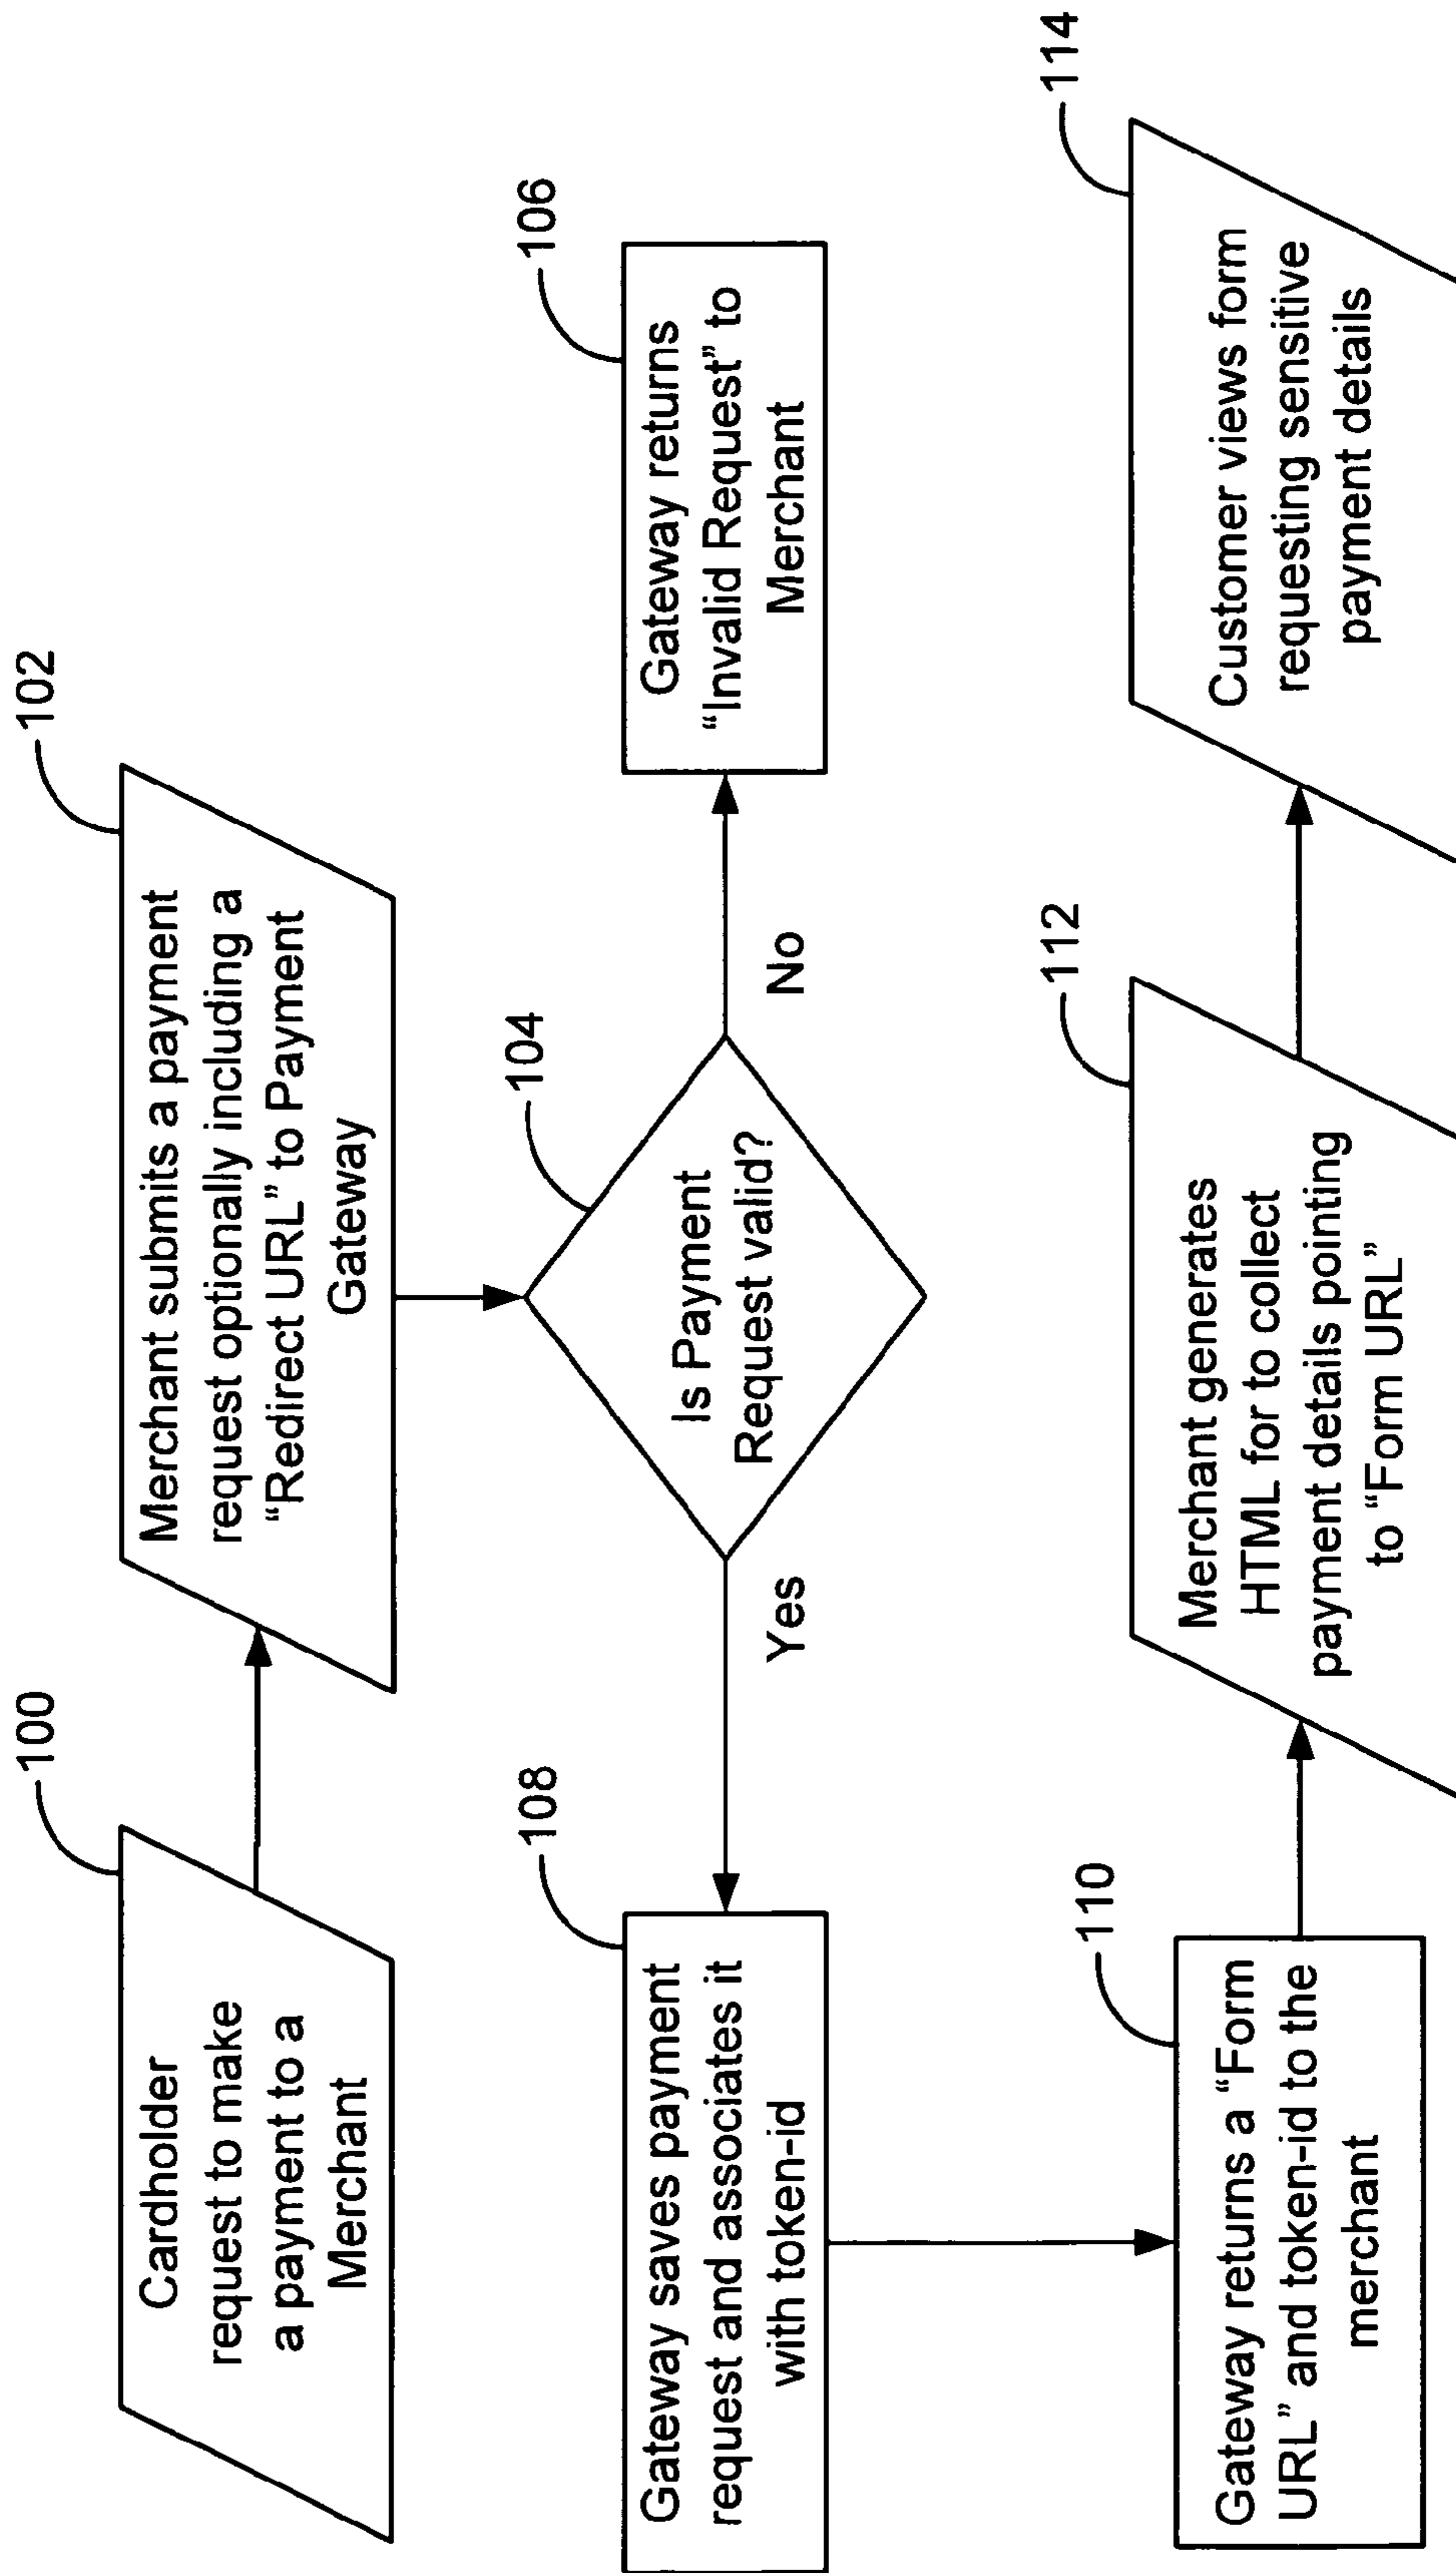 100
Cardholder
request to make
a payment to a
Merchant
102
Merchant submits a payment
request optionally including a
“Redirect URL” to Payment
Gateway
104
Is Payment
Request valid?
No
Yes
106
Gateway returns
“Invalid Request” to
Merchant
108
Gateway saves payment
request and associates it
with token-id
110
Gateway returns a “Form
URL” and token-id to the
merchant
112
Merchant generates
HTML for to collect
payment details pointing
to “Form URL”
114
Customer views form
requesting sensitive
payment details